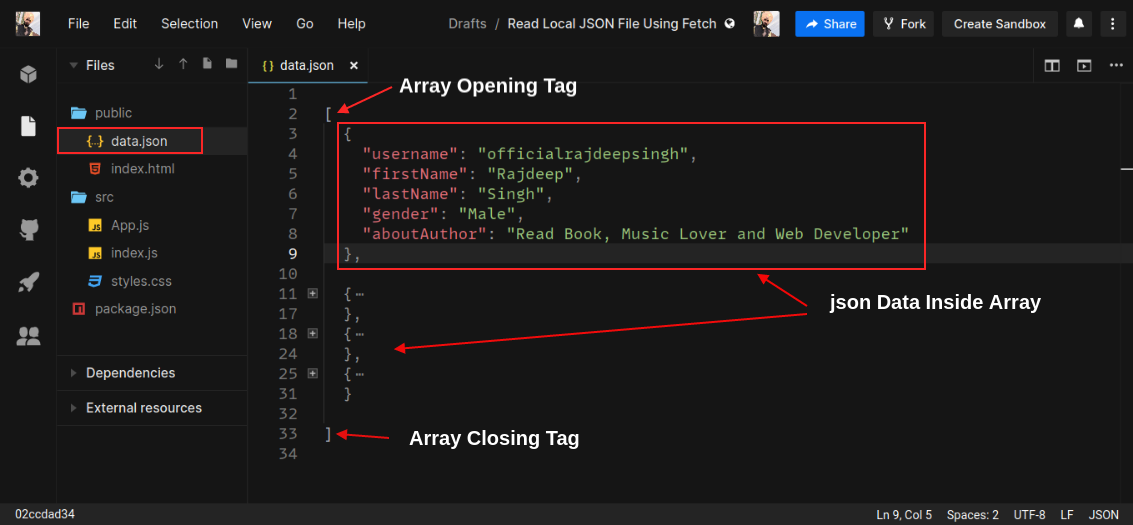 File Edit Selection View Go Help
Drafts / Read Local JSON File Using Fetch
Share Fork Create Sandbox
Files
{ } data.json ×
public
{..} data.json
index.html
src
JS App.js
JS index.js
styles.css
package.json
Dependencies
External resources
Array Opening Tag
1
2 [
3 {
4 "username": "officialrajdeepsingh",
5 "firstName": "Rajdeep",
6 "lastName": "Singh",
7 "gender": "Male",
8 "aboutAuthor": "Read Book, Music Lover and Web Developer"
9 },
10
11 {…
17 },
18 {…
24 },
25 {…
31 }
32
33 ]
34
json Data Inside Array
Array Closing Tag
02ccdad34
Ln 9, Col 5 Spaces: 2 UTF-8 LF JSON